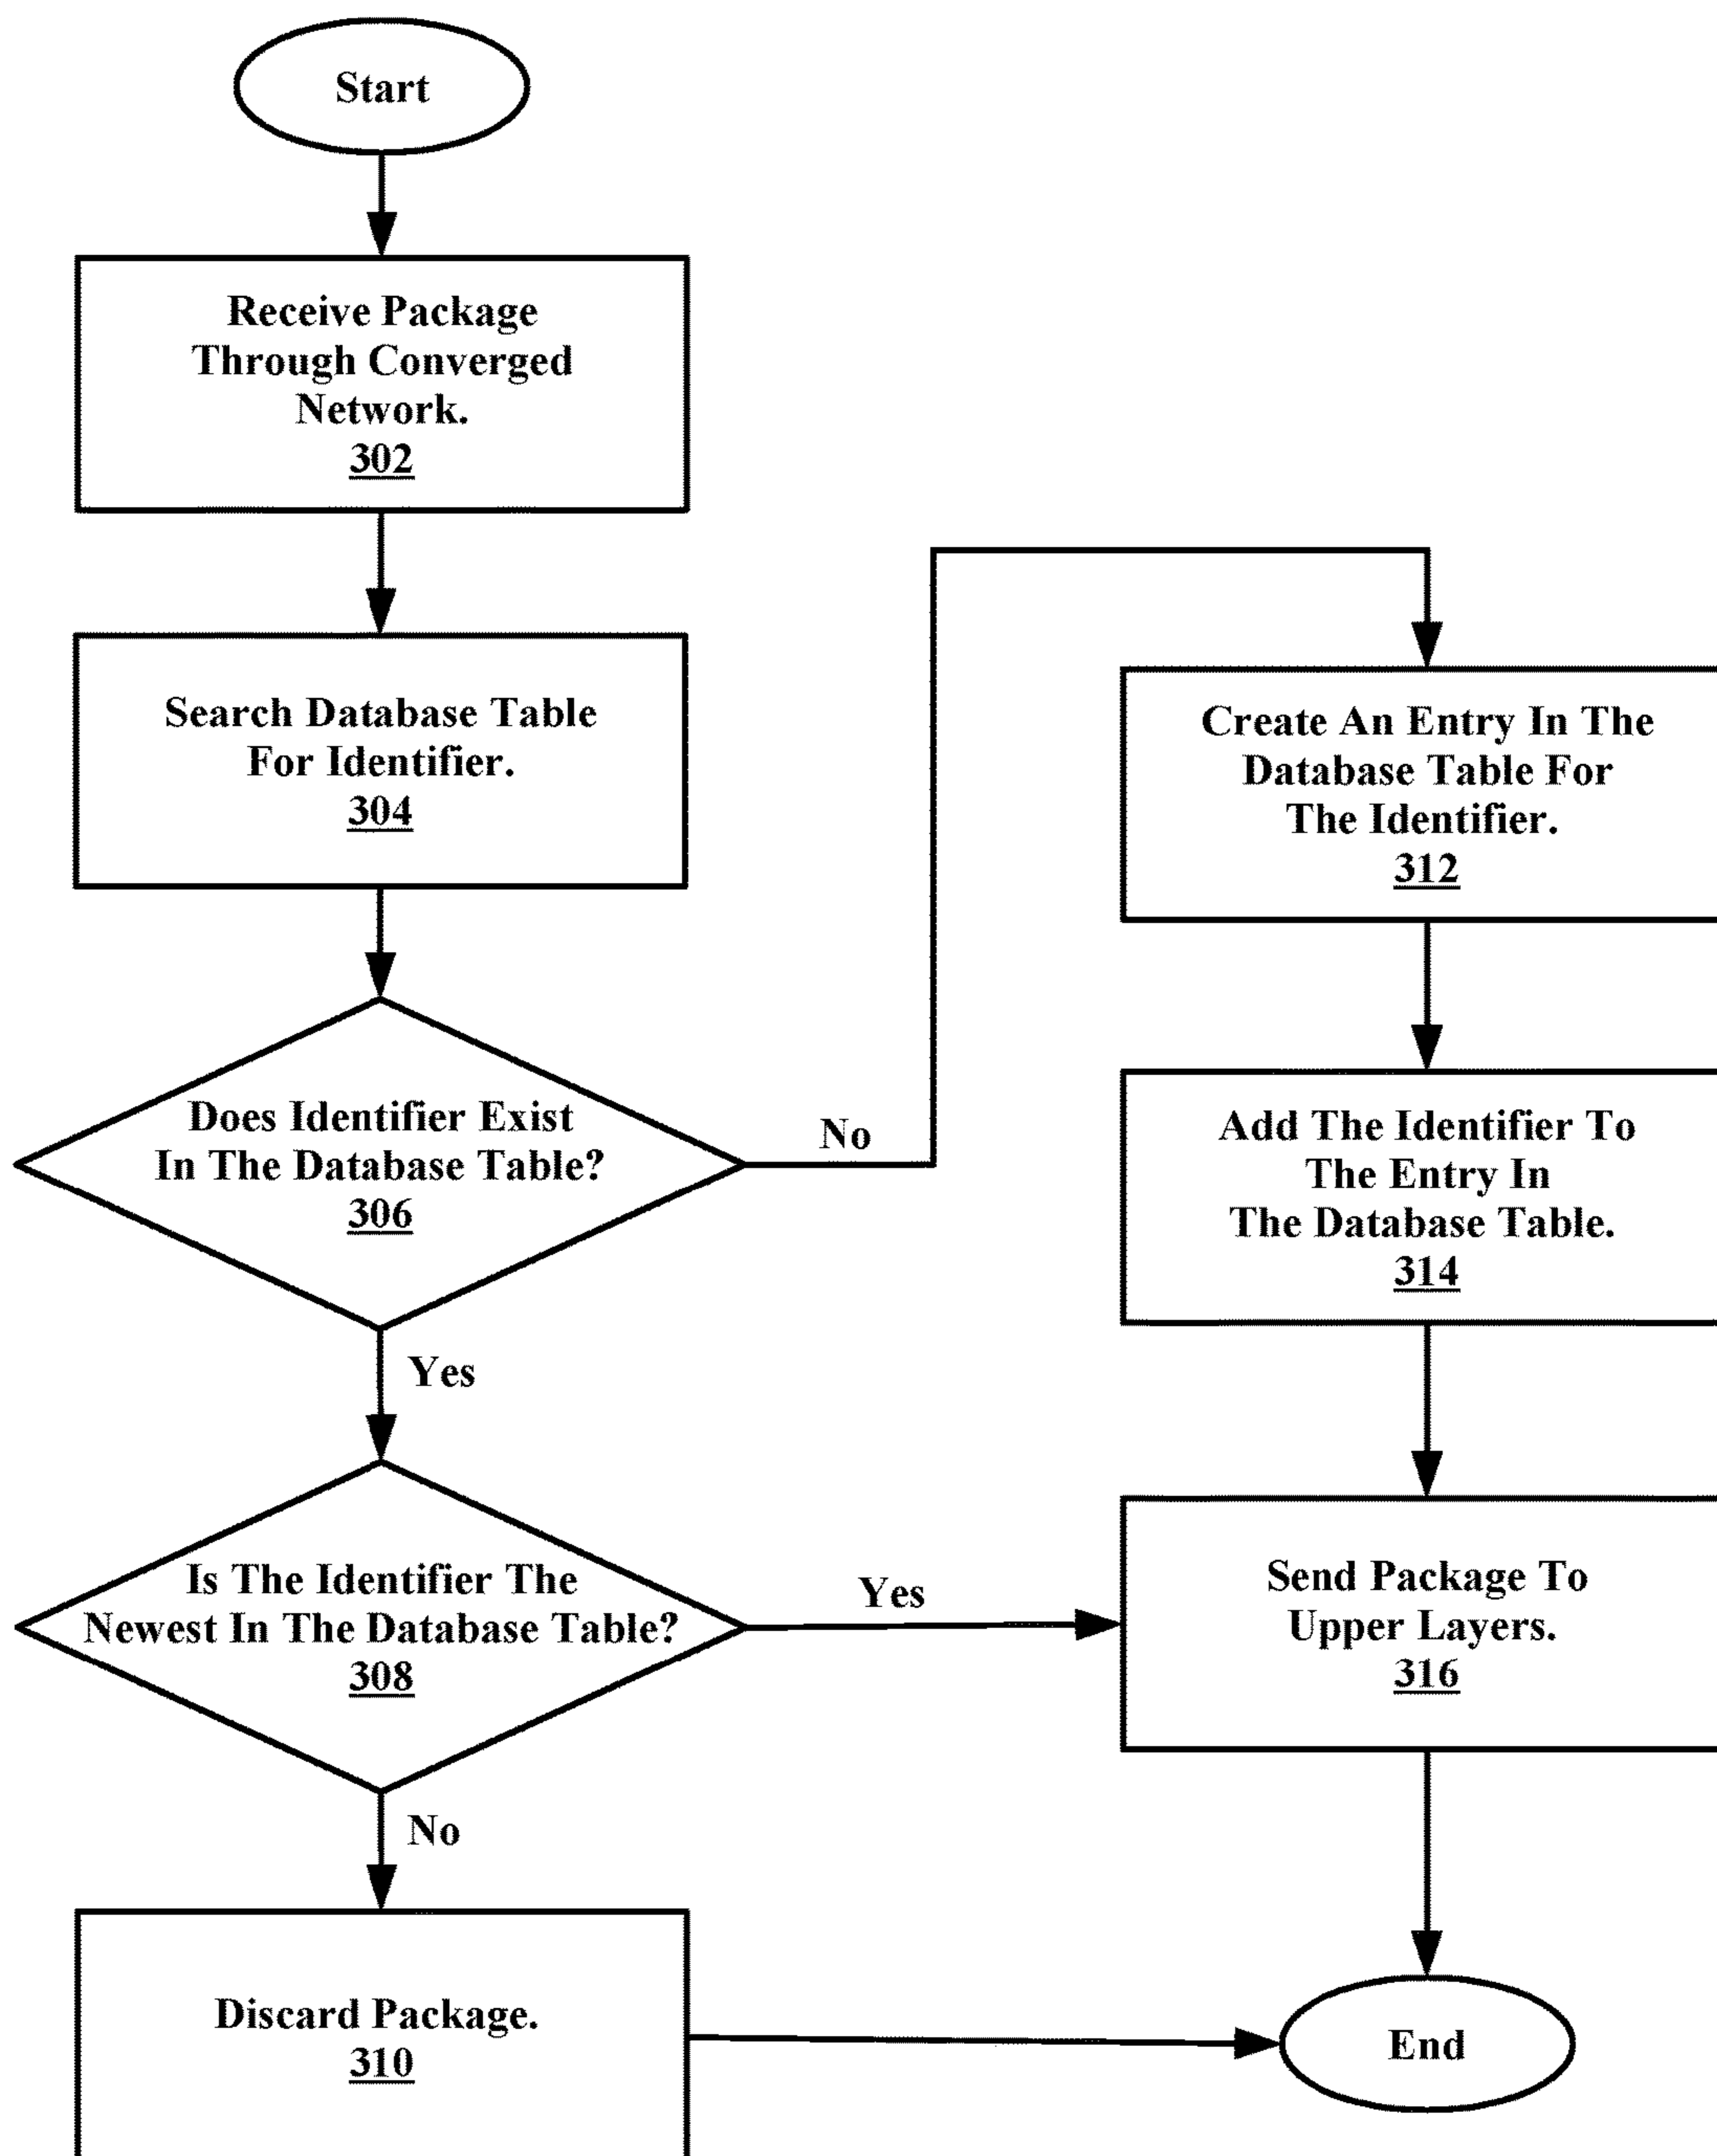 Start
Receive Package
Through Converged
Network.
302
Search Database Table
For Identifier.
304
Does Identifier Exist
In The Database Table?
306
No
Yes
Is The Identifier The
Newest In The Database Table?
308
Yes
No
Discard Package.
310
Create An Entry In The
Database Table For
The Identifier.
312
Add The Identifier To
The Entry In
The Database Table.
314
Send Package To
Upper Layers.
316
End